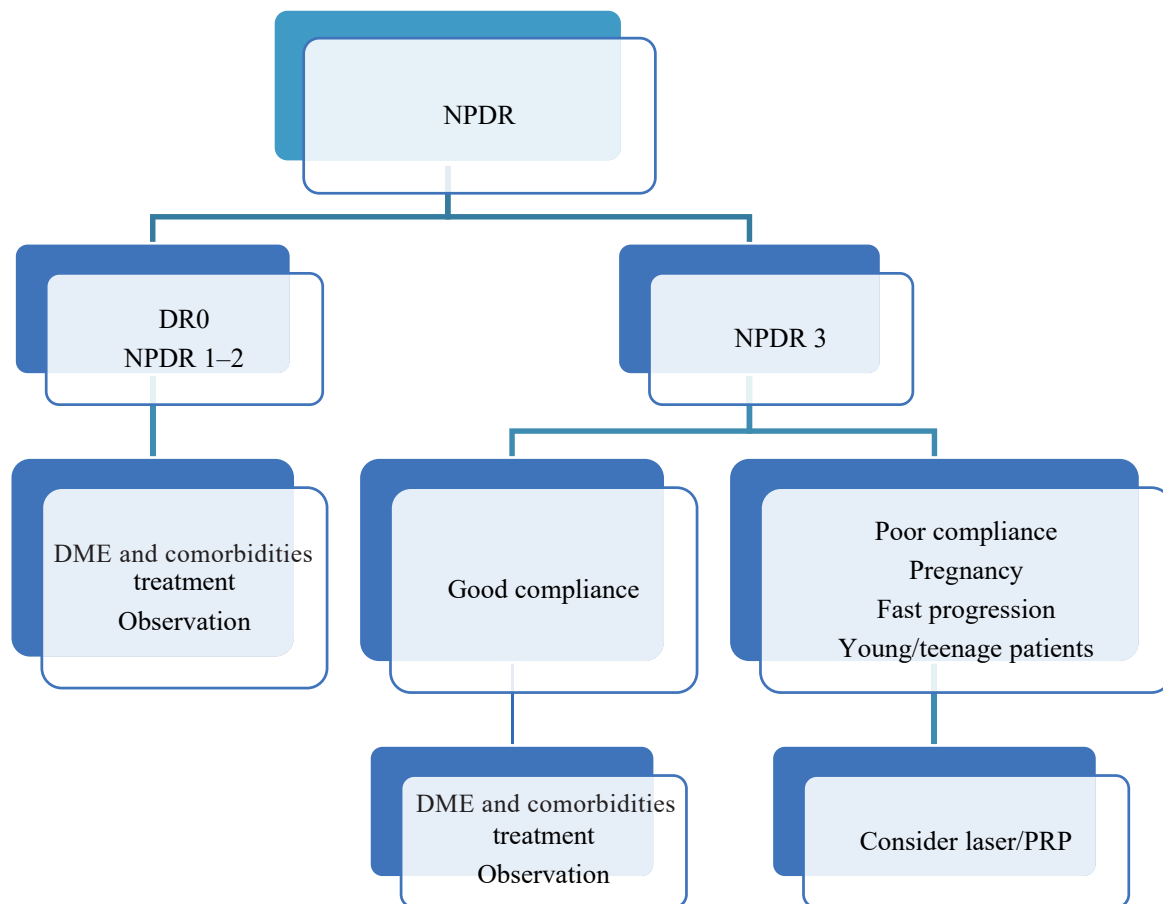 NPDR
DR0
NPDR 1–2
NPDR 3
DME and comorbidities
treatment
Observation
Good compliance
Poor compliance
Pregnancy
Fast progression
Young/teenage patients
DME and comorbidities
treatment
Observation
Consider laser/PRP